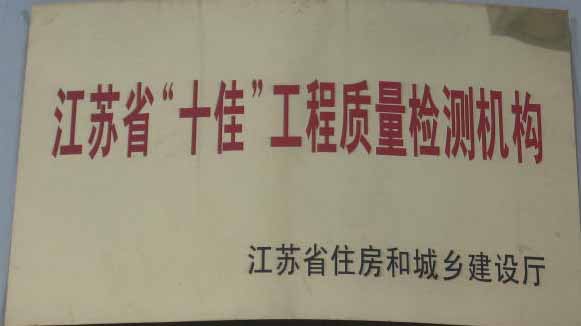 江苏省“十佳”工程质量检测机构
江苏省住房和城乡建设厅